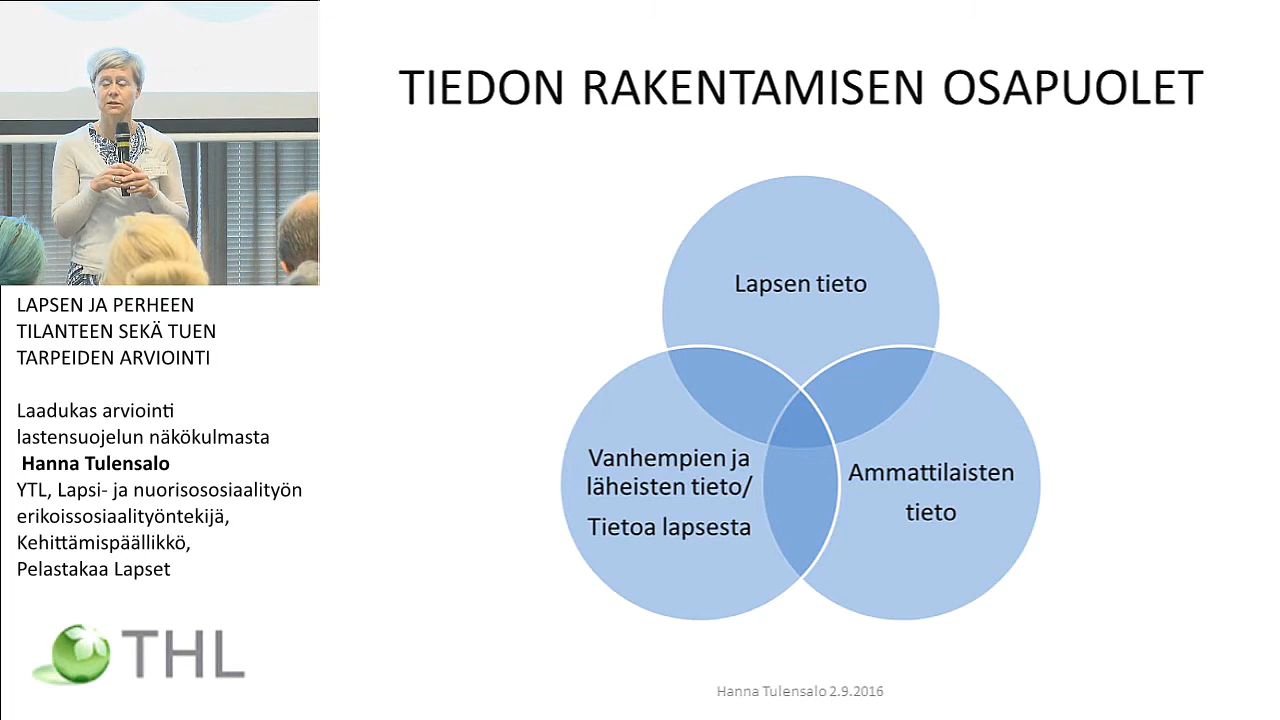 TIEDON RAKENTAMISEN OSAPUOLET
Lapsen tieto
Vanhempien ja
läheisten tieto/
Tietoa lapsesta
Ammattilaisten
tieto
LAPSEN JA PERHEEN
TILANTEEN SEKÄ TUEN
TARPEIDEN ARVIOINTI
Laadukas arviointi
lastensuojelun näkökulmasta
Hanna Tulensalo
YTL, Lapsi- ja nuorisososiaalityön
erikoissosiaalityöntekijä,
Kehittämispäällikkö,
Pelastakaa Lapset
THL
Hanna Tulensalo 2.9.2016